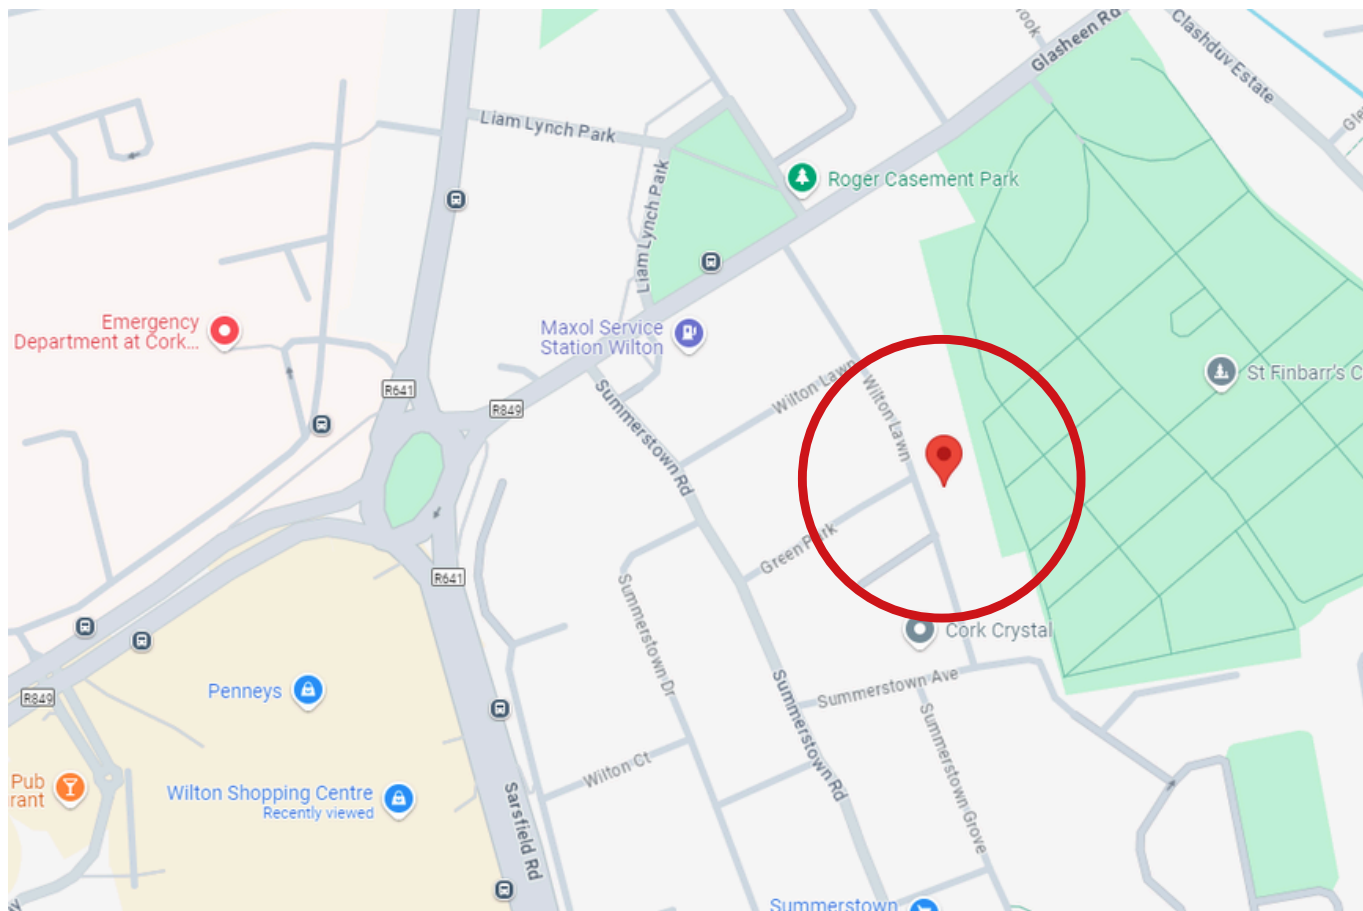 Glasheen Rd
Clashduv Estate
Liam Lynch Park
Roger Casement Park
Liam Lynch Park
Emergency
Department at Cork...
Maxol Service
Station Wilton
R641
R849
Wilton Lawn
Wilton Lawn
St Finbarr's C
Summerstown Rd
Green Park
R641
Summerstown Dr
Cork Crystal
R849
Penneys
Summerstown Ave
Summerstown Rd
Summerstown Grove
Wilton Ct
Pub
Wilton Shopping Centre
Recently viewed
Sarsfield Rd
Summerstown